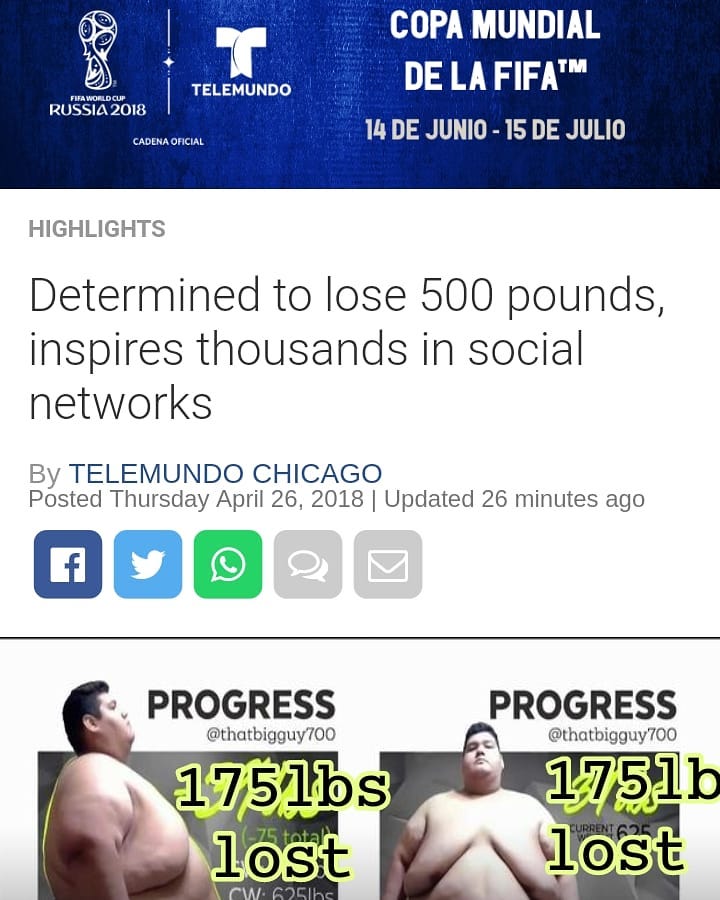 COPA MUNDIAL
DE LA FIFA™
14 DE JUNIO - 15 DE JULIO
FIFA WORLD CUP
RUSSIA 2018
TELEMUNDO
CADENA OFICIAL
HIGHLIGHTS
Determined to lose 500 pounds,
inspires thousands in social
networks
By TELEMUNDO CHICAGO
Posted Thursday April 26, 2018 | Updated 26 minutes ago
PROGRESS
@thatbigguy700
175lbs
lost
(-75 total)
CW: 625lbs
PROGRESS
@thatbigguy700
175lb
lost
CURRENT
625